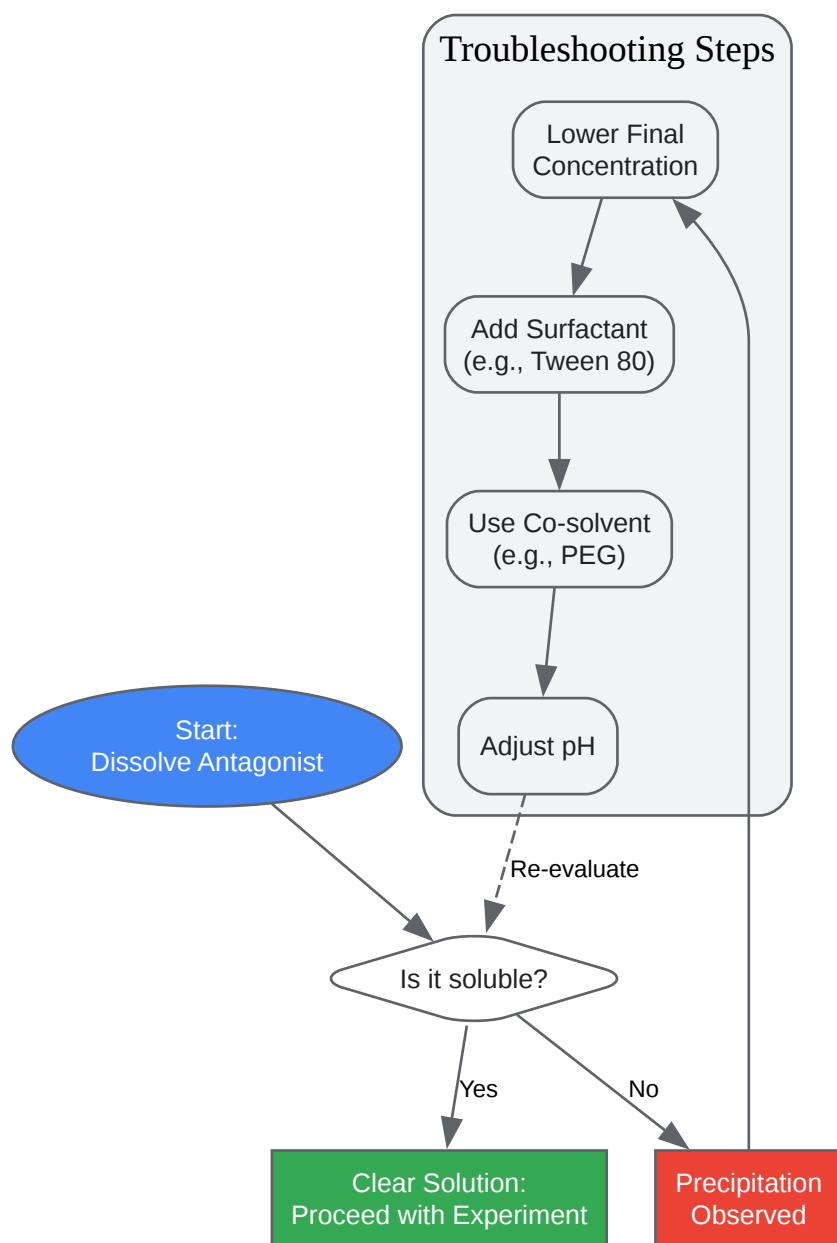 Troubleshooting Steps
Lower Final
Concentration
Add Surfactant
(e.g., Tween 80)
Use Co-solvent
(e.g., PEG)
Adjust pH
Start:
Dissolve Antagonist
Re-evaluate
Is it soluble?
Yes
No
Clear Solution:
Proceed with Experiment
Precipitation
Observed